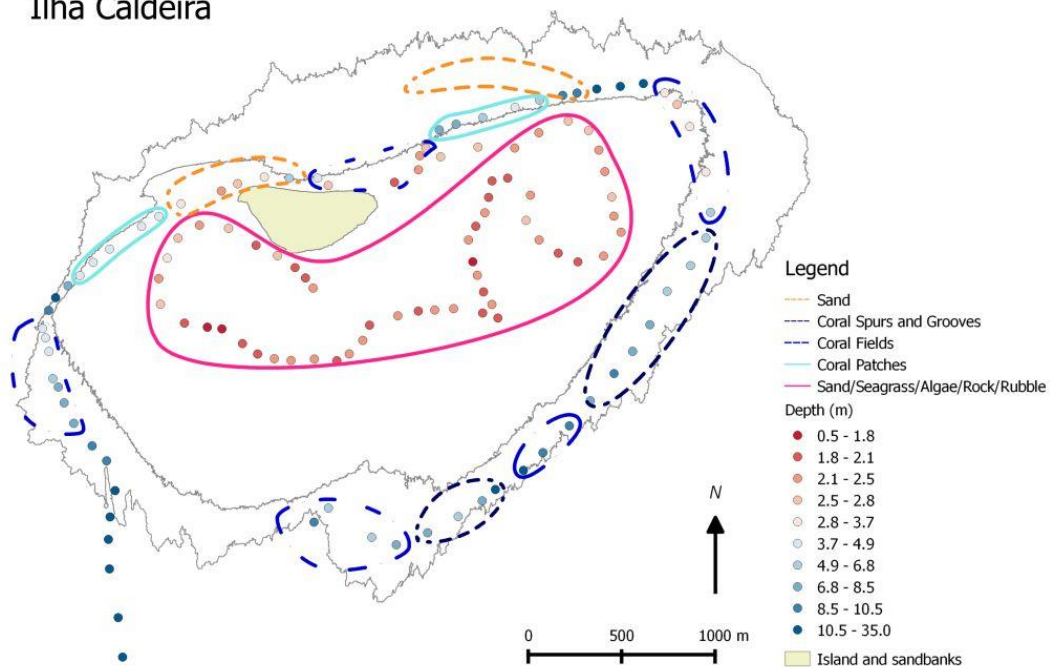 Ilha Caldeira
Legend
Sand
Coral Spurs and Grooves
Coral Fields
Coral Patches
Sand/Seagrass/Algae/Rock/Rubble
Depth (m)
0.5 - 1.8
1.8 - 2.1
2.1 - 2.5
2.5 - 2.8
2.8 - 3.7
3.7 - 4.9
4.9 - 6.8
6.8 - 8.5
8.5 - 10.5
10.5 - 35.0
Island and sandbanks
N
0 500 1000 m